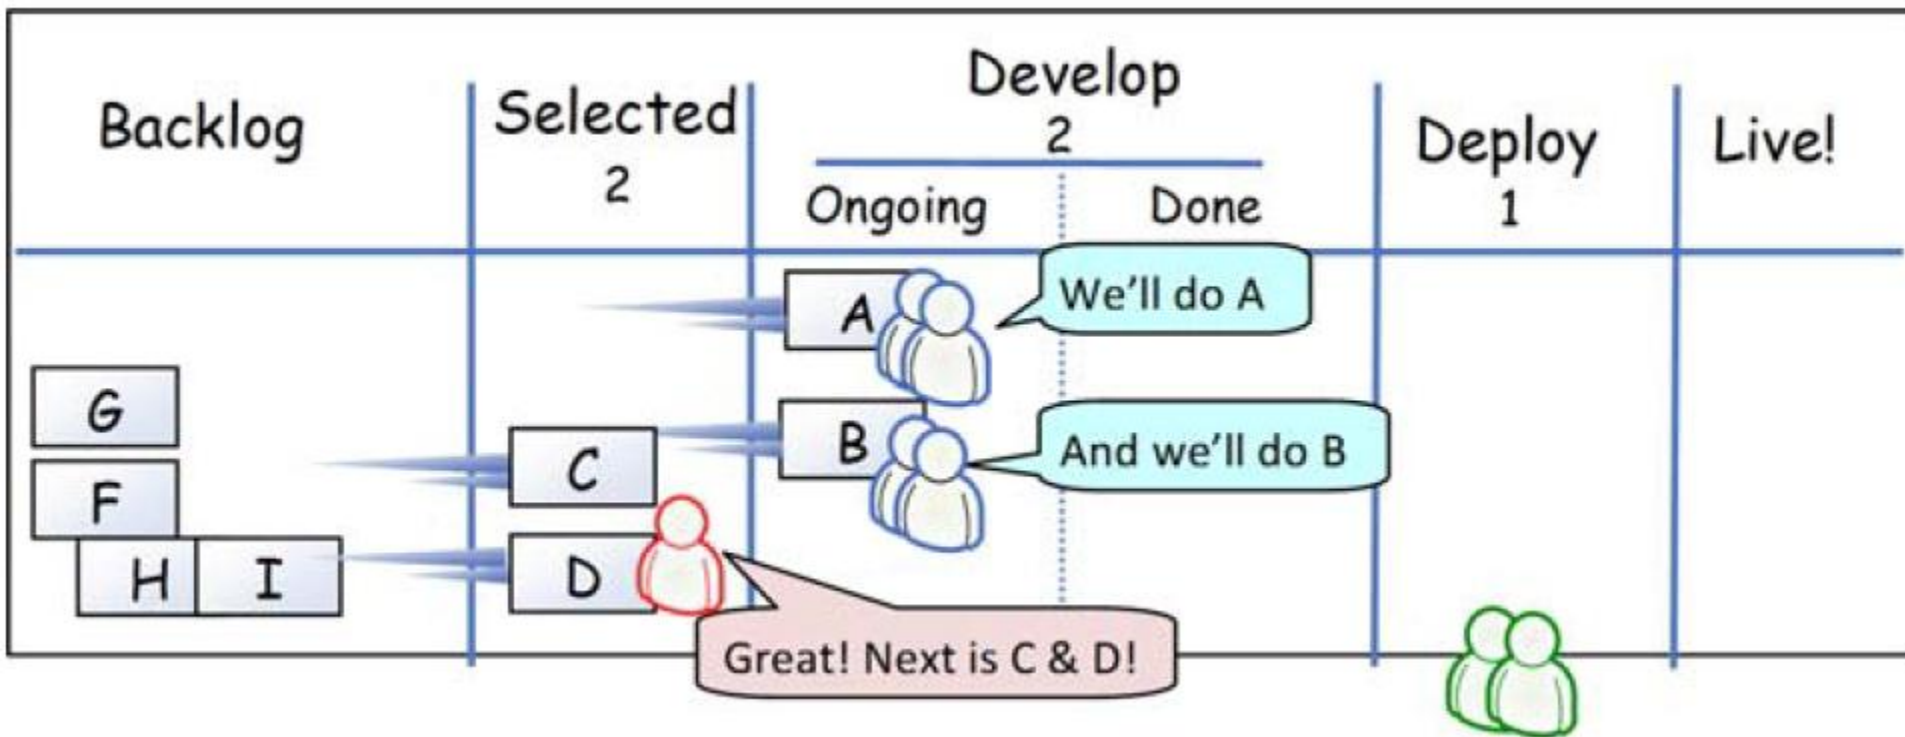 Backlog
Selected
2
Develop
2
Ongoing
Done
Deploy
1
Live!
A
We'll do A
G
F
H
I
C
D
B
And we'll do B
Great! Next is C & D!